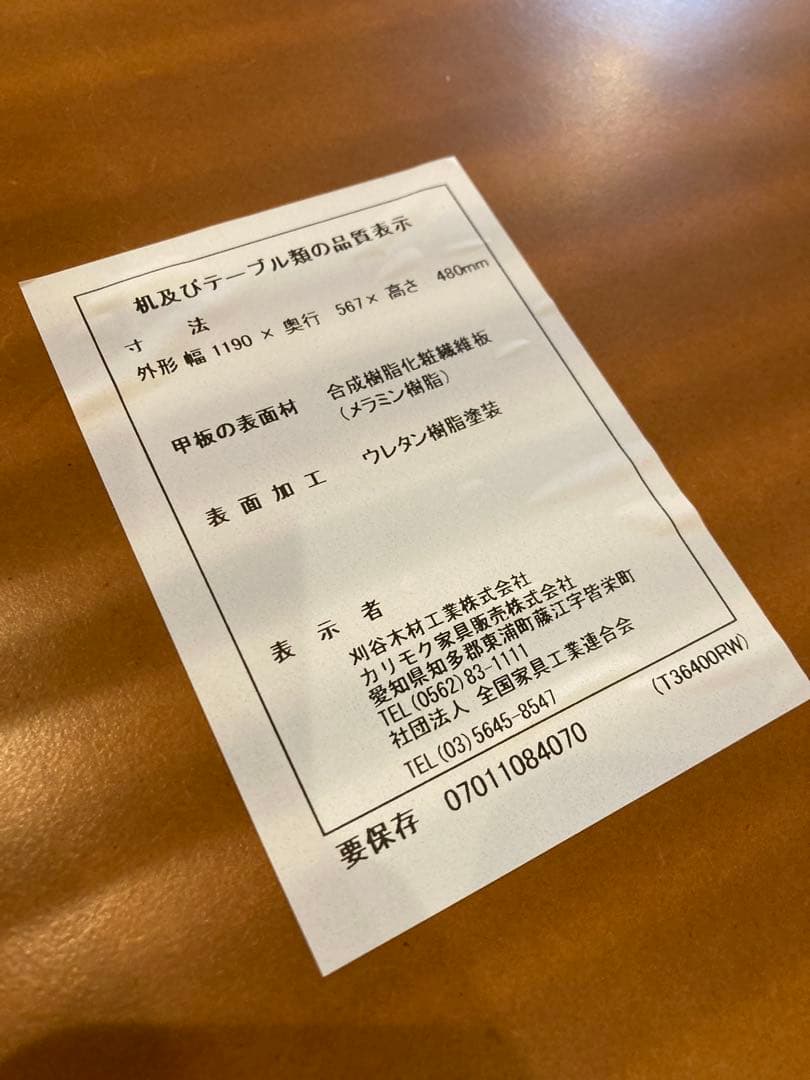 机及びテーブル類の品質表示
寸法
外形 幅 1190 × 奥行 567 × 高さ 480mm
甲板の表面材 合成樹脂化粧繊維板
(メラミン樹脂)
表面加工 ウレタン樹脂塗装
表示者
刈谷木材工業株式会社
カリモク家具販売株式会社
愛知県知多郡東浦町藤江字皆栄町
TEL(0562)83-1111
社団法人 全国家具工業連合会
TEL(03)5645-8547
(T36400RW)
要保存 07011084070